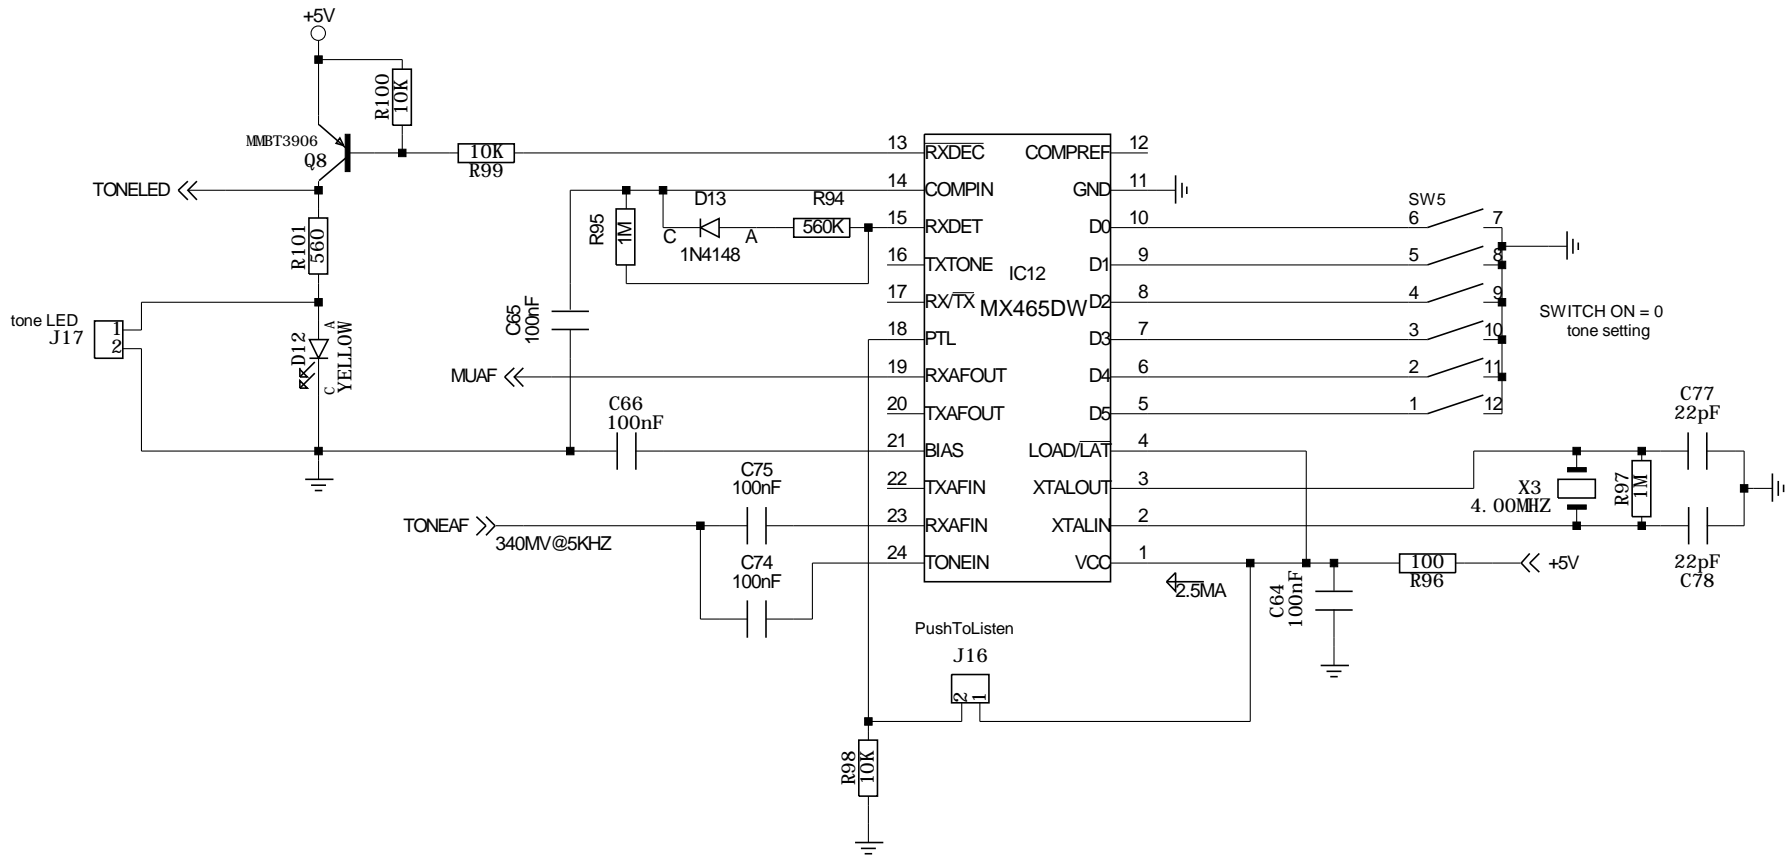 +5V
R100
10K
MMBT3906
Q8
10K
R99
TONELED
R101
560
tone LED
J17
1
2
D12
A
C
YELLOW
R95
1M
D13
C
A
1N4148
R94
560K
C65
100nF
MUAF
C66
100nF
C75
100nF
TONEAF
340MV@5KHZ
C74
100nF
13 RXDEC
14 COMPIN
15 RXDET
16 TXTONE
17 RX/TX
18 PTL
19 RXAFOUT
20 TXAFOUT
21 BIAS
22 TXAFIN
23 RXAFIN
24 TONEIN
IC12
MX465DW
COMPREF 12
GND 11
D0 10
D1 9
D2 8
D3 7
D4 6
D5 5
LOAD/LAT 4
XTALOUT 3
XTALIN 2
VCC 1
SW5
6 7
5 8
4 9
3 10
2 11
1 12
SWITCH ON = 0
tone setting
C77
22pF
X3
4.00MHZ
R97
1M
22pF
C78
100
R96
+5V
2.5MA
C64
100nF
PushToListen
J16
2
1
R98
10K